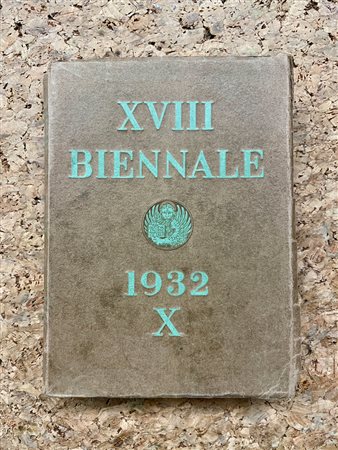 XVIII
BIENNALE
1932
X